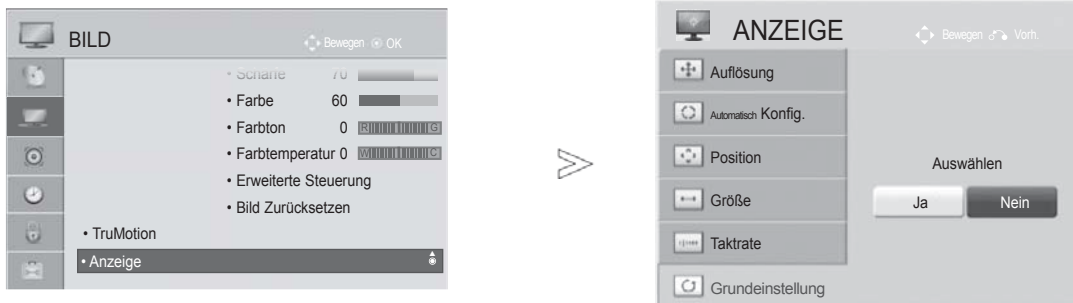 BILD
Bewegen OK
• Schärfe 70
• Farbe 60
• Farbton 0 R G
• Farbtemperatur 0 W C
• Erweiterte Steuerung
• Bild Zurücksetzen
• TruMotion
• Anzeige
ANZEIGE
Bewegen Vorh.
Auflösung
Automatisch Konfig.
Position
Größe
Taktrate
Grundeinstellung
Auswählen
Ja Nein